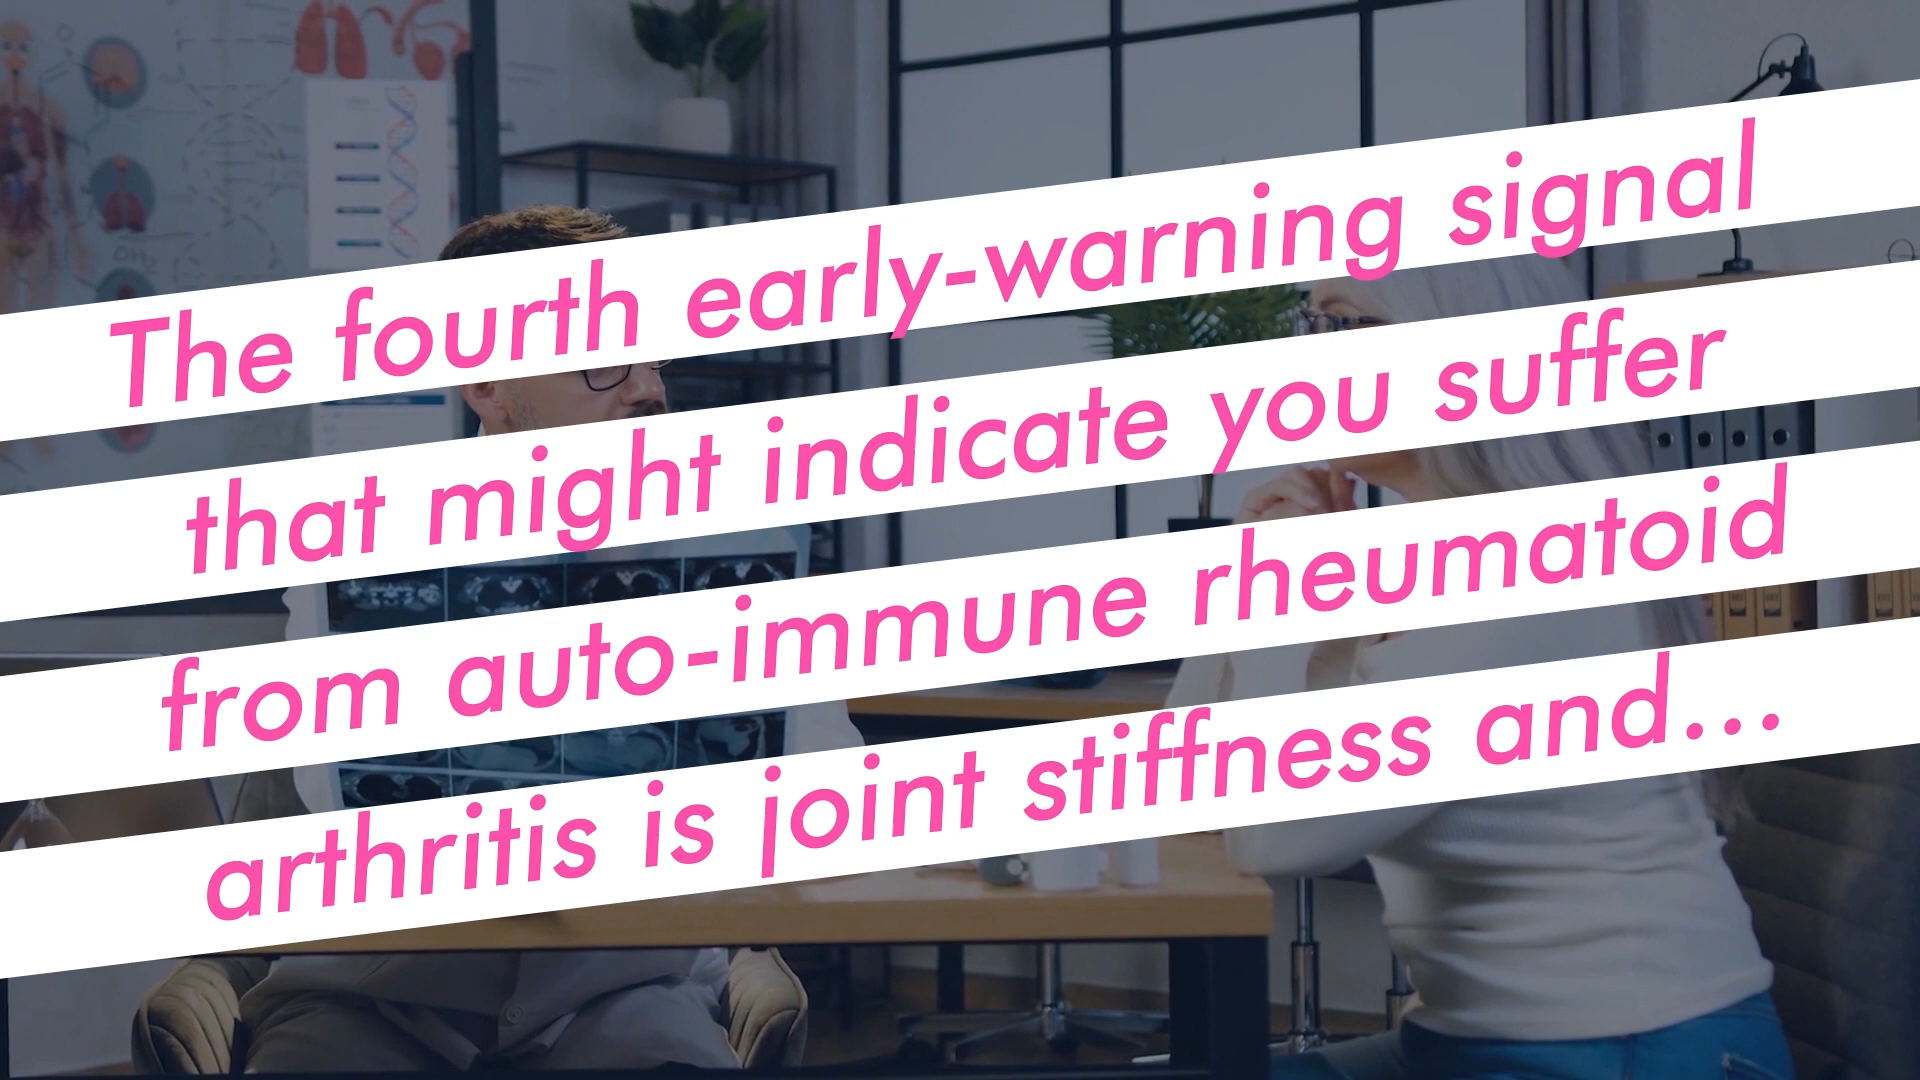 The fourth early-warning signal
that might indicate you suffer
from auto-immune rheumatoid
arthritis is joint stiffness and...